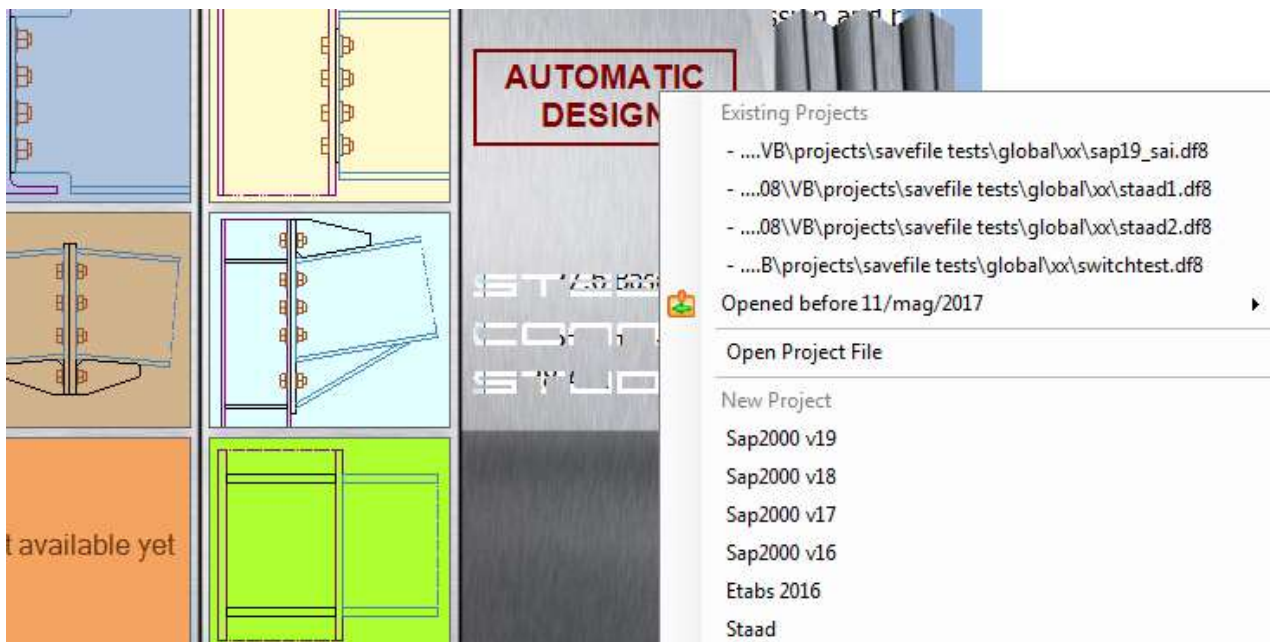 AUTOMATIC
DESIGN
t available yet
Existing Projects
- ....VB\projects\savefile tests\global\xx\sap19_sai.df8
- ....08\VB\projects\savefile tests\global\xx\staad1.df8
- ....08\VB\projects\savefile tests\global\xx\staad2.df8
- ....B\projects\savefile tests\global\xx\switchtest.df8
Opened before 11/mag/2017
Open Project File
New Project
Sap2000 v19
Sap2000 v18
Sap2000 v17
Sap2000 v16
Etabs 2016
Staad